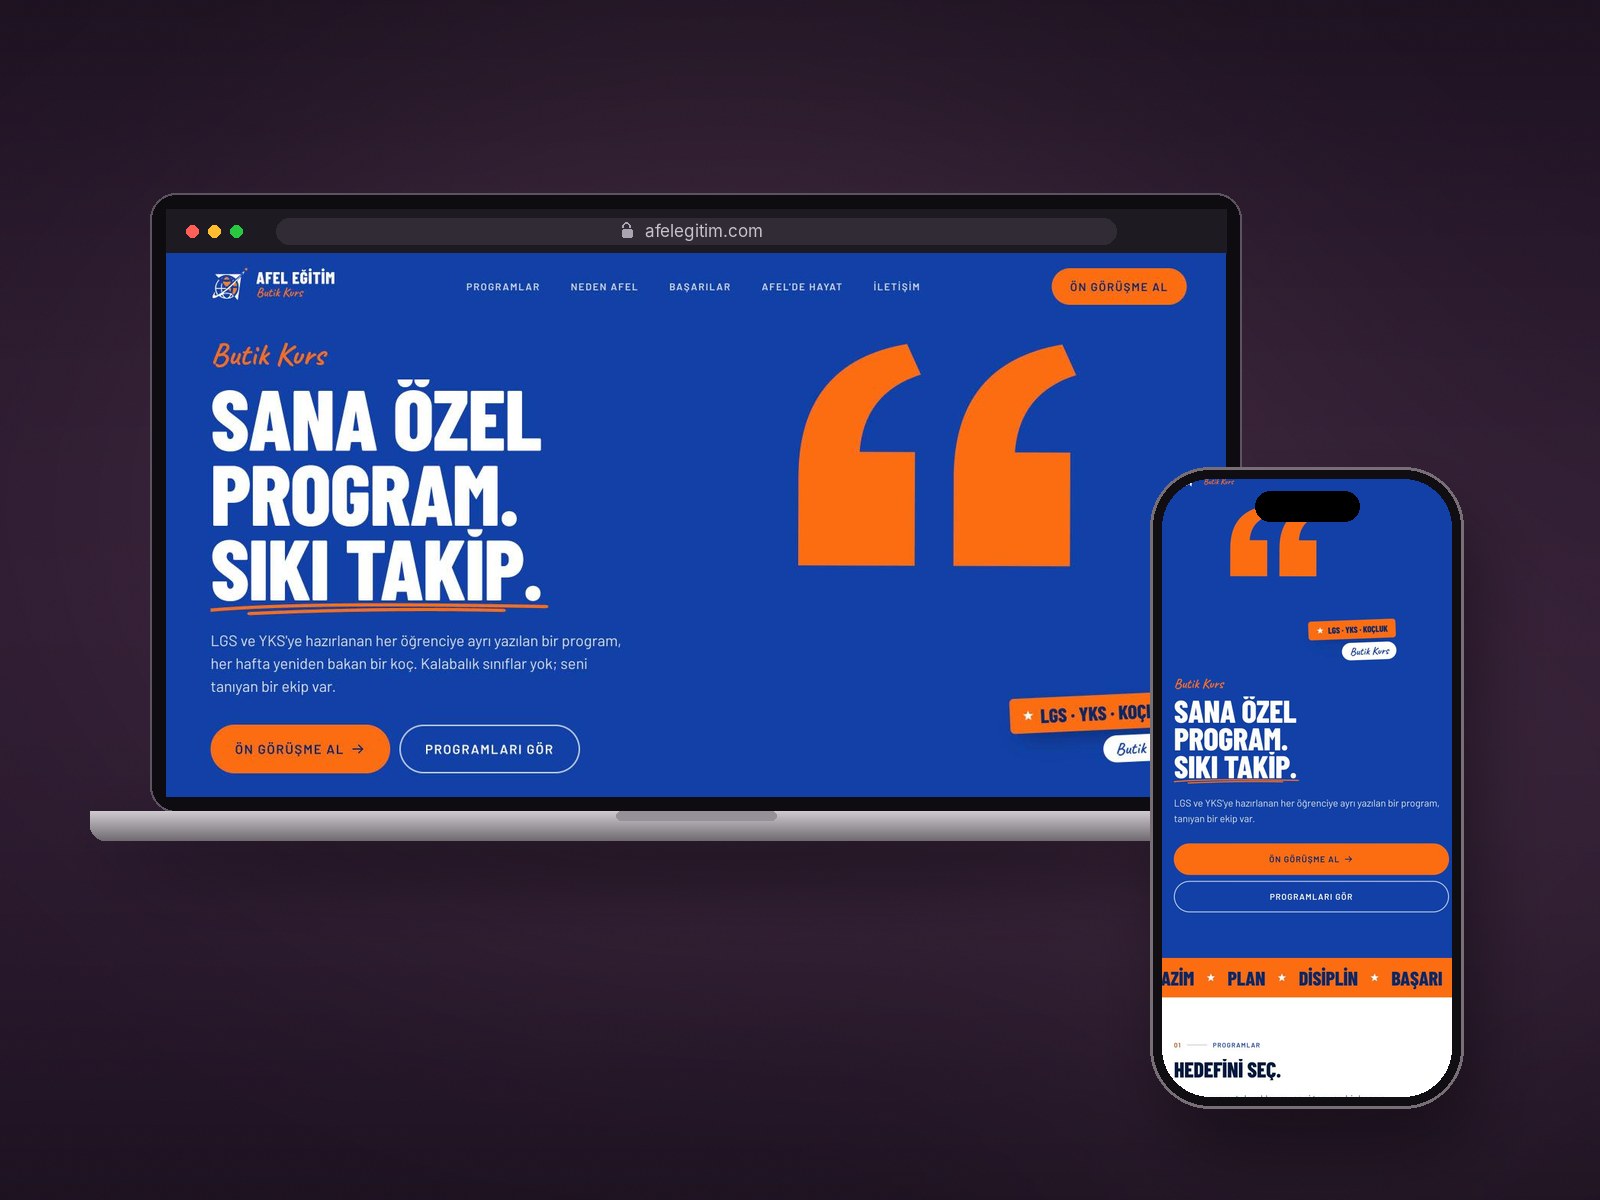 afelegitim.com
AFEL EĞİTİM
Butik Kurs
PROGRAMLAR
NEDEN AFEL
BAŞARILAR
AFEL'DE HAYAT
İLETİŞİM
ÖN GÖRÜŞME AL
Butik Kurs
SANA ÖZEL
PROGRAM.
SIKI TAKİP.
LGS ve YKS'ye hazırlanan her öğrenciye ayrı yazılan bir program,
her hafta yeniden bakan bir koç. Kalabalık sınıflar yok; seni
tanıyan bir ekip var.
ÖN GÖRÜŞME AL →
PROGRAMLARI GÖR
★ LGS · YKS · KOÇL
Butik
Butik Kurs
★ LGS · YKS · KOÇLUK
Butik Kurs
Butik Kurs
SANA ÖZEL
PROGRAM.
SIKI TAKİP.
LGS ve YKS'ye hazırlanan her öğrenciye ayrı yazılan bir program,
tanıyan bir ekip var.
ÖN GÖRÜŞME AL →
PROGRAMLARI GÖR
AZİM ★ PLAN ★ DİSİPLİN ★ BAŞARI
01 PROGRAMLAR
HEDEFİNİ SEÇ.